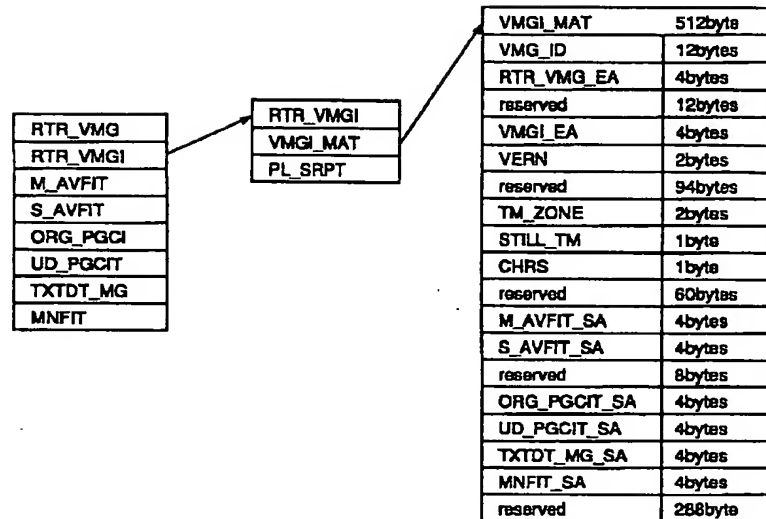 RTR_VMG
RTR_VMGI
M_AVFIT
S_AVFIT
ORG_PGCI
UD_PGCIT
TXTDT_MG
MNFIT
RTR_VMGI
VMGI_MAT
PL_SRPT
VMGI_MAT 512byte
VMG_ID 12bytes
RTR_VMG_EA 4bytes
reserved 12bytes
VMGI_EA 4bytes
VERN 2bytes
reserved 94bytes
TM_ZONE 2bytes
STILL_TM 1byte
CHRS 1byte
reserved 60bytes
M_AVFIT_SA 4bytes
S_AVFIT_SA 4bytes
reserved 8bytes
ORG_PGCIT_SA 4bytes
UD_PGCIT_SA 4bytes
TXTDT_MG_SA 4bytes
MNFIT_SA 4bytes
reserved 288byte